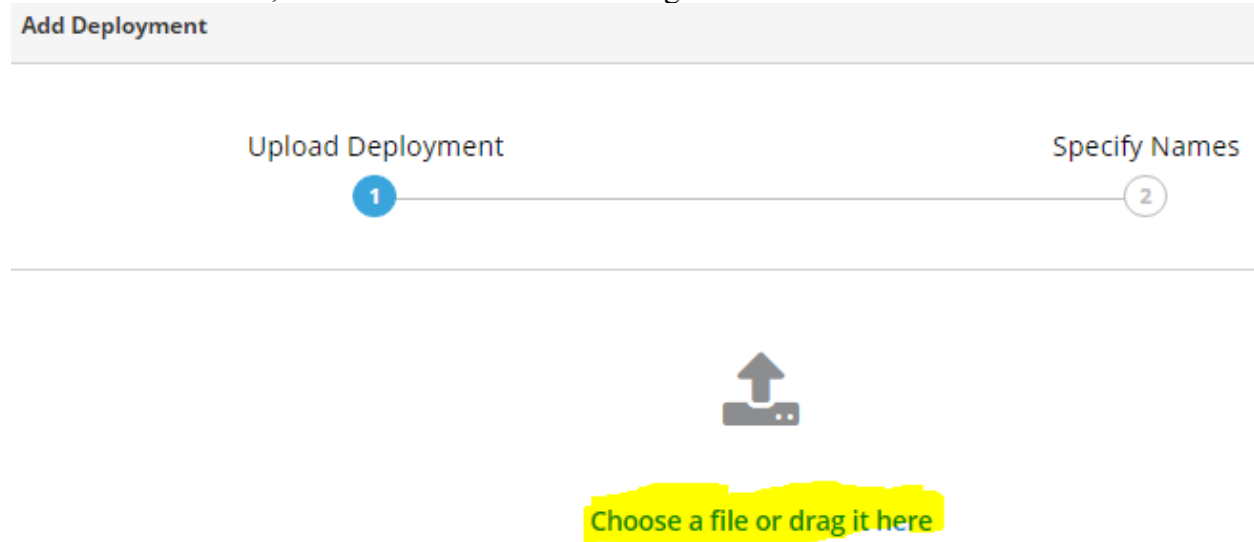 Add Deployment
Upload Deployment
Specify Names
1
2
Choose a file or drag it here